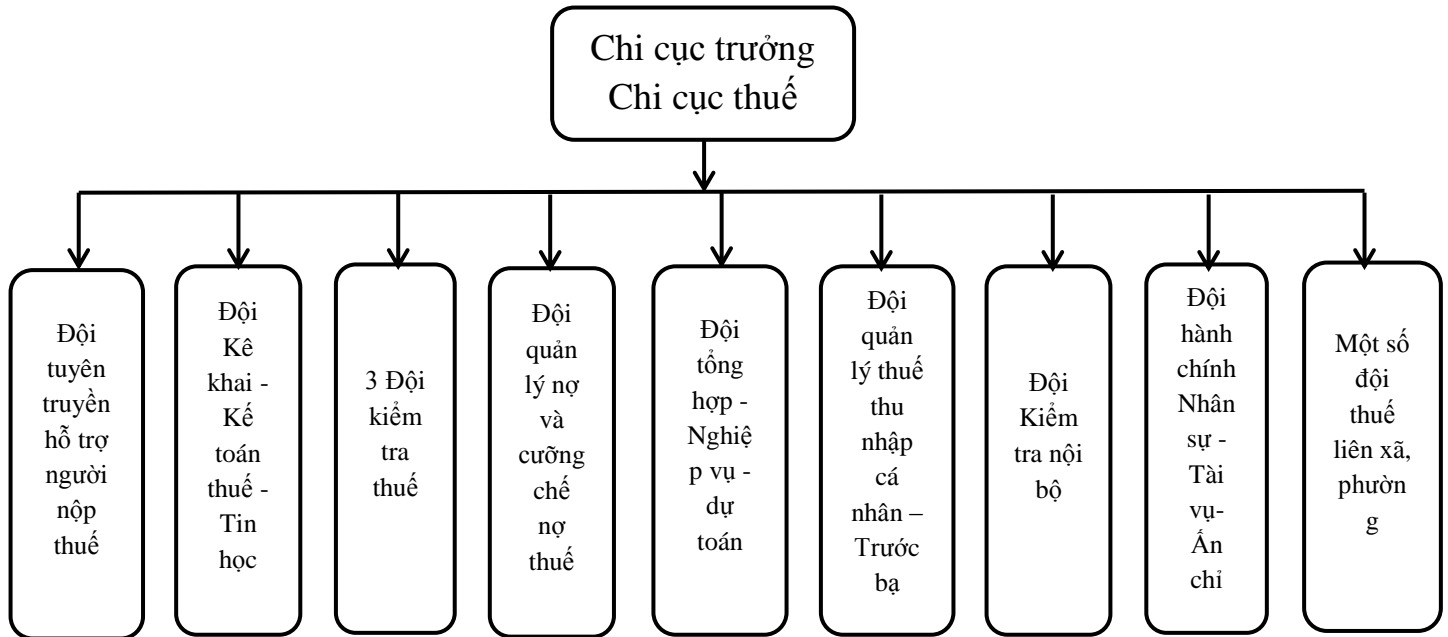 Chi cục trưởng
Chi cục thuế
Đội
tuyên
truyền
hỗ trợ
người
nộp
thuế
Đội
Kê
khai -
Kế
toán
thuế -
Tin
học
3 Đội
kiểm
tra
thuế
Đội
quản
lý nợ
và
cưỡng
chế
nợ
thuế
Đội
tổng
hợp -
Nghiệ
p vụ -
dự
toán
Đội
quản
lý thuế
thu
nhập
cá
nhân –
Trước
bạ
Đội
Kiểm
tra nội
bộ
Đội
hành
chính
Nhân
sự -
Tài
vụ-
Ấn
chỉ
Một số
đội
thuế
liên xã,
phườn
g